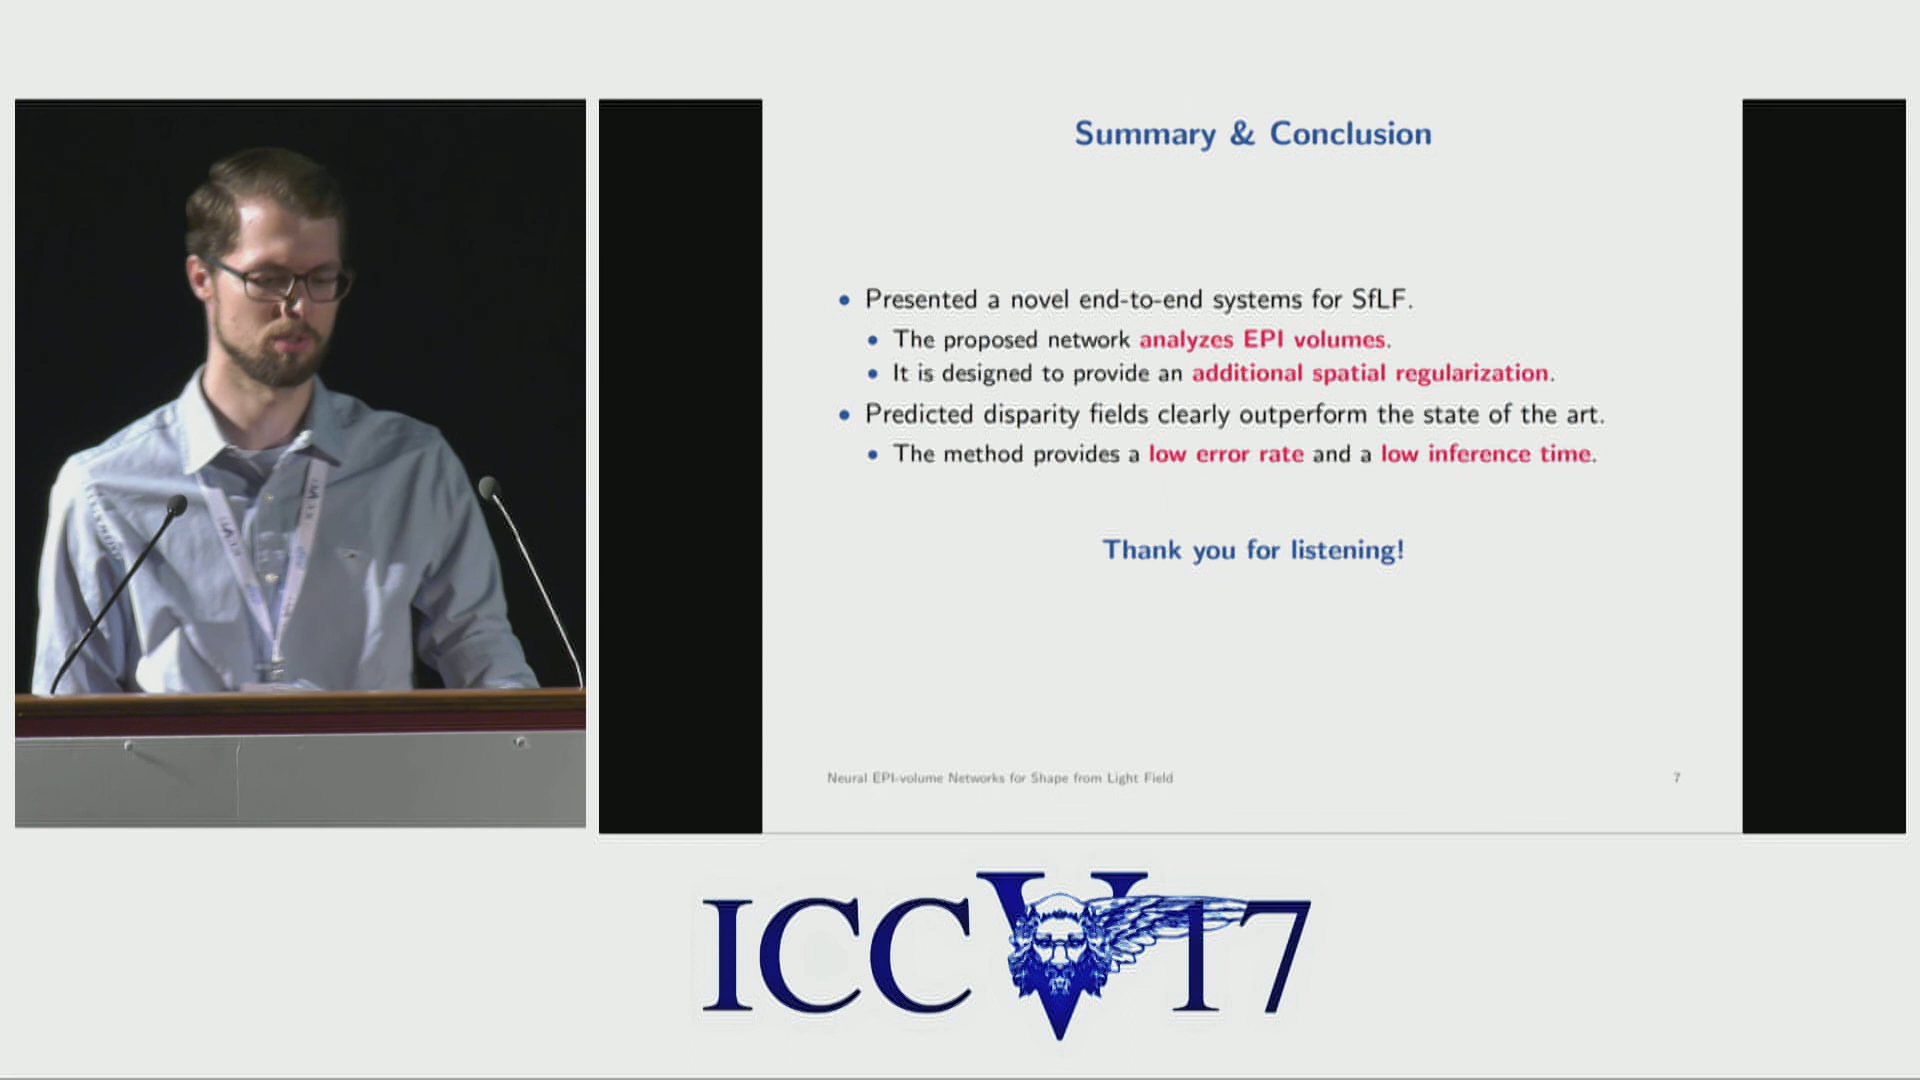 Summary & Conclusion
Presented a novel end-to-end systems for SfLF.
The proposed network analyzes EPI volumes.
It is designed to provide an additional spatial regularization.
Predicted disparity fields clearly outperform the state of the art.
The method provides a low error rate and a low inference time.
Thank you for listening!
Neural EPI-volume Networks for Shape from Light Field
7
ICCV17